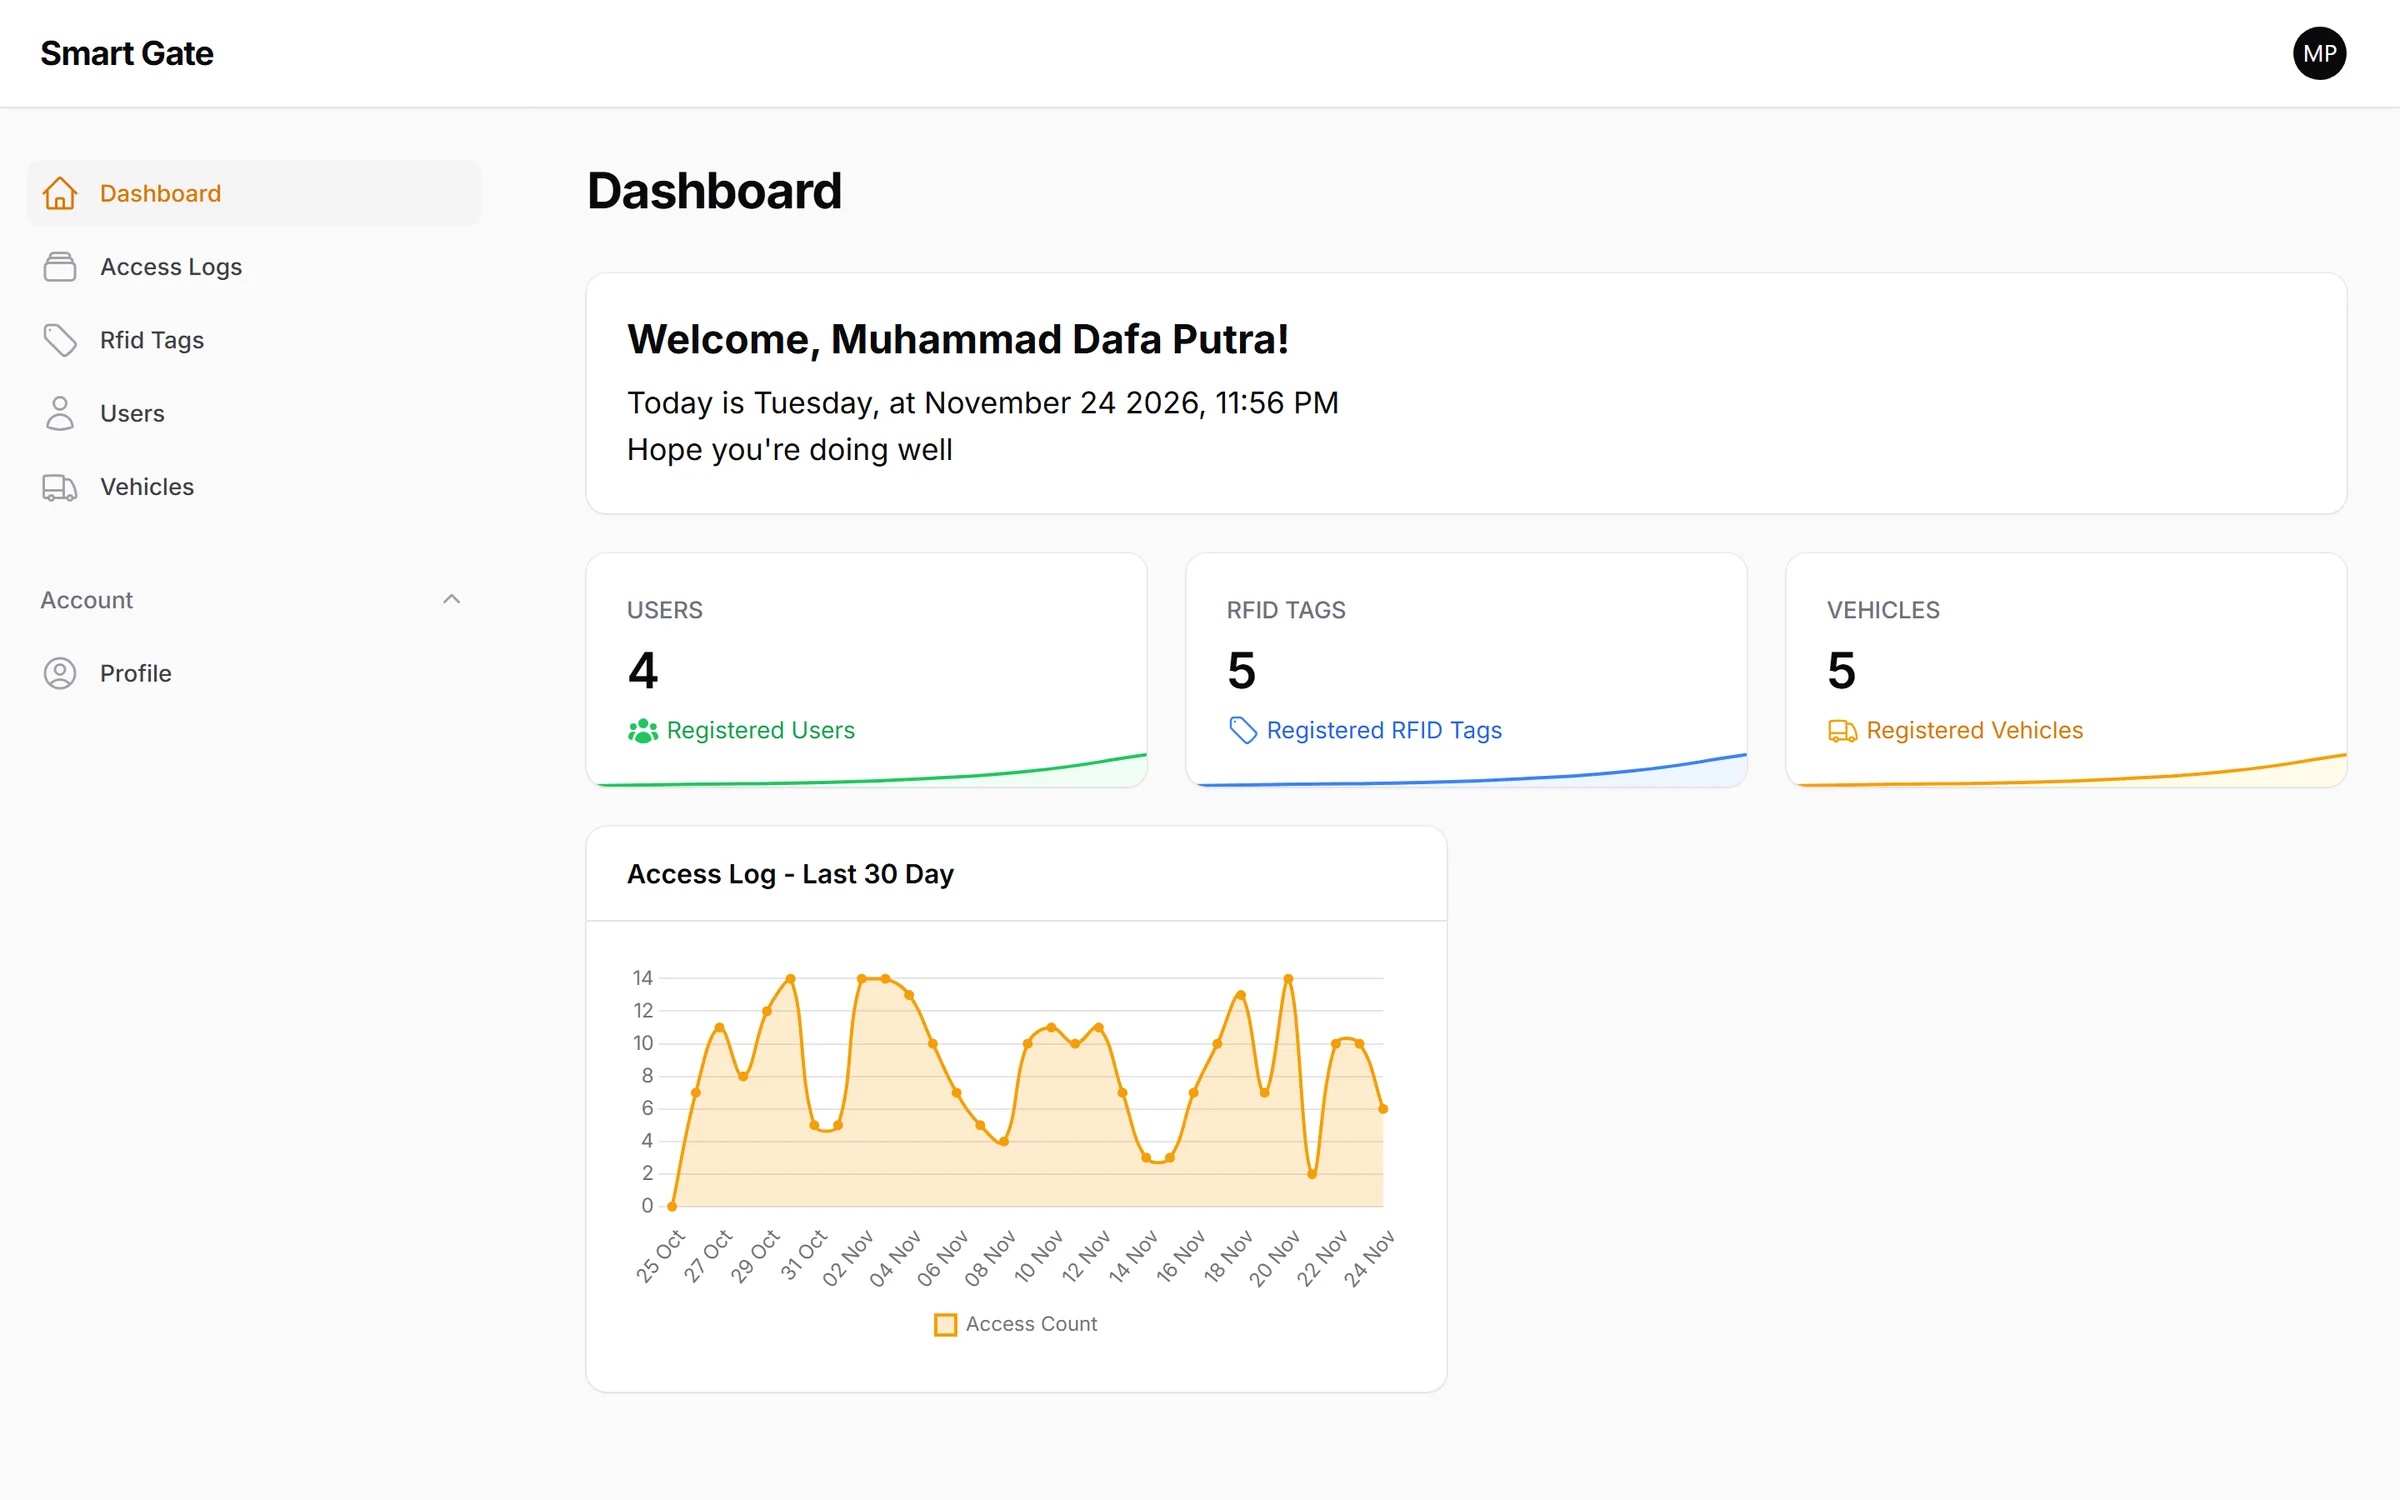 Smart Gate
MP
Dashboard
Access Logs
Rfid Tags
Users
Vehicles
Account
Profile
Dashboard
Welcome, Muhammad Dafa Putra!
Today is Tuesday, at November 24 2026, 11:56 PM
Hope you're doing well
USERS
4
Registered Users
RFID TAGS
5
Registered RFID Tags
VEHICLES
5
Registered Vehicles
Access Log - Last 30 Day
14
12
10
8
6
4
2
0
25 Oct
27 Oct
29 Oct
31 Oct
02 Nov
04 Nov
06 Nov
08 Nov
10 Nov
12 Nov
14 Nov
16 Nov
18 Nov
20 Nov
22 Nov
24 Nov
Access Count